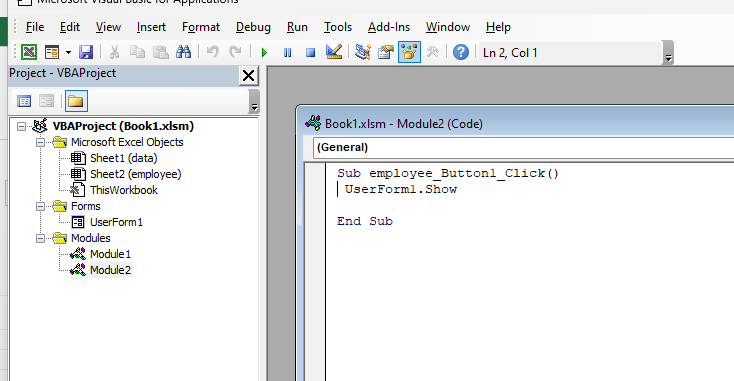 Microsoft Visual Basic for Applications
File Edit View Insert Format Debug Run Tools Add-Ins Window Help
Ln 2, Col 1
Project - VBAProject
VBAProject (Book1.xlsm)
Microsoft Excel Objects
Sheet1 (data)
Sheet2 (employee)
ThisWorkbook
Forms
UserForm1
Modules
Module1
Module2
Book1.xlsm - Module2 (Code)
(General)
Sub employee_Button1_Click()
UserForm1.Show
End Sub